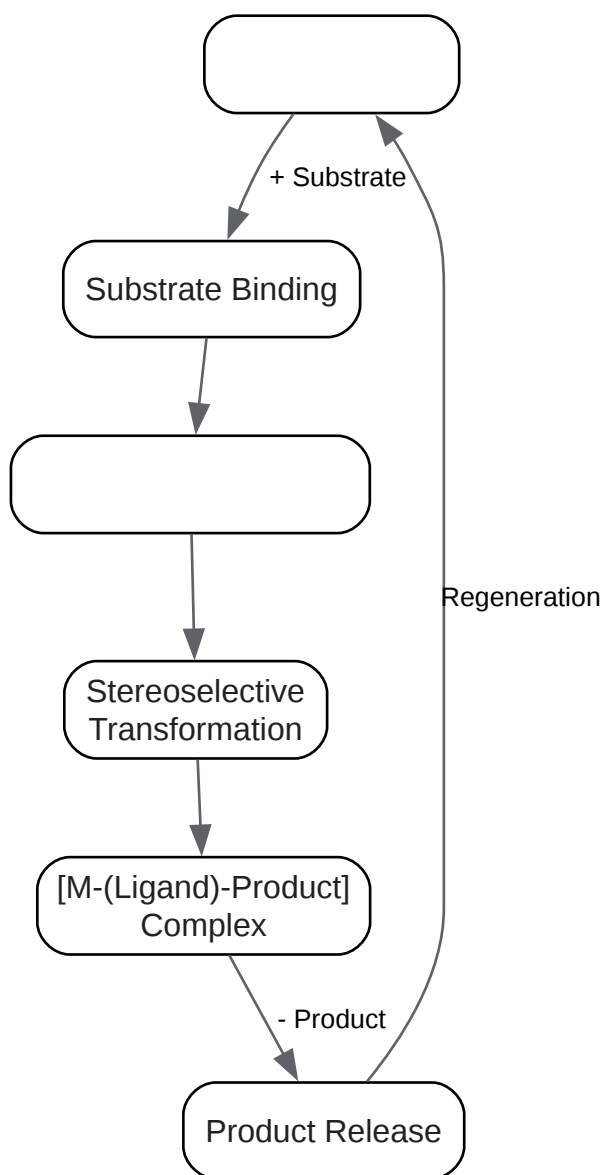 + Substrate
Substrate Binding
Regeneration
Stereoselective
Transformation
[M-(Ligand)-Product]
Complex
- Product
Product Release